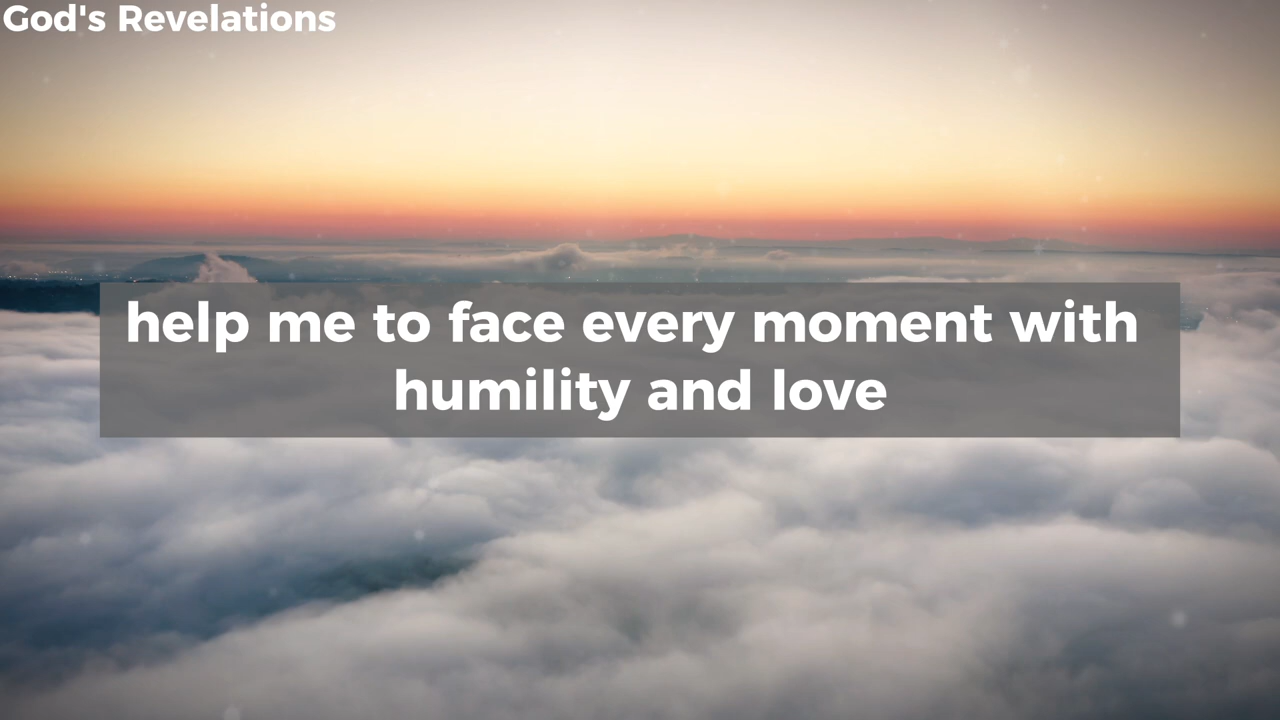 God's Revelations
help me to face every moment with
humility and love